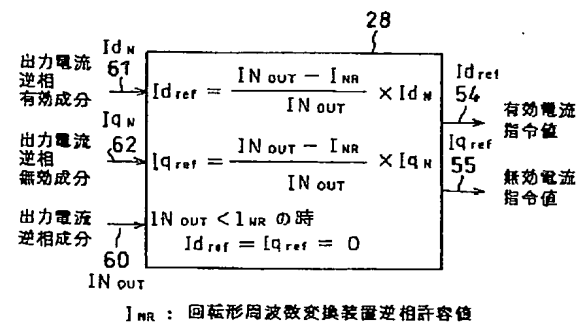 28
Id N
出力電流
逆相
有効成分
61
Id ref = (IN OUT − I NR) / IN OUT × Id N
Id ref
54
有効電流
指令値
Iq N
出力電流
逆相
無効成分
62
Iq ref = (IN OUT − I NR) / IN OUT × Iq N
Iq ref
55
無効電流
指令値
出力電流
逆相成分
60
IN OUT
IN OUT < I NR の時
Id ref = Iq ref = 0
I NR : 回転形周波数変換装置逆相許容値